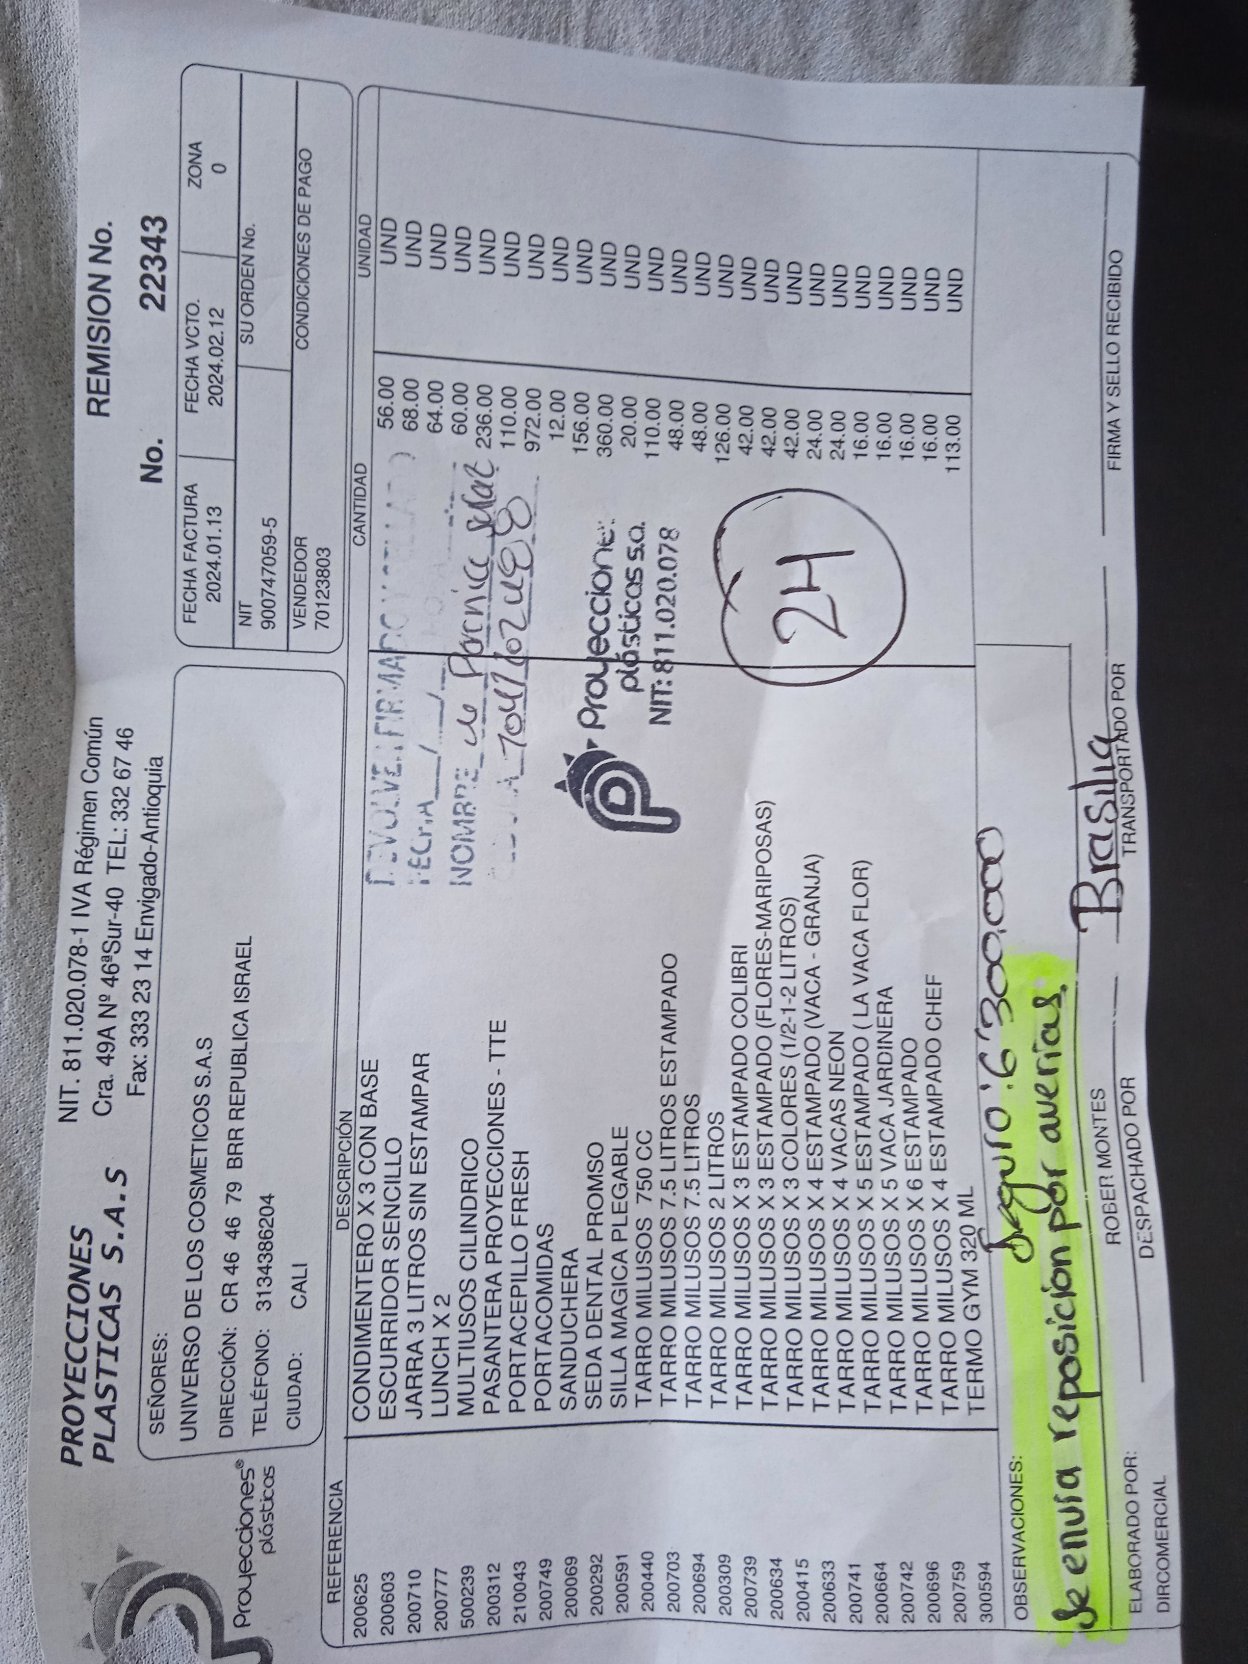 PROYECCIONES
PLASTICAS S.A.S
NIT. 811.020.078-1 IVA Régimen Común
Cra. 49A Nº 46ªSur-40 TEL: 332 67 46
Fax: 333 23 14 Envigado-Antioquia
REMISION No.
No. 22343
Proyecciones®
plásticas
SEÑORES:
UNIVERSO DE LOS COSMETICOS S.A.S
DIRECCIÓN: CR 46 46 79 BRR REPUBLICA ISRAEL
TELÉFONO: 3134386204
CIUDAD: CALI
FECHA FACTURA FECHA VCTO. ZONA
2024.01.13 2024.02.12 0
NIT SU ORDEN No.
900747059-5
VENDEDOR CONDICIONES DE PAGO
70123803
REFERENCIA DESCRIPCIÓN CANTIDAD UNIDAD
200625 CONDIMENTERO X 3 CON BASE 56.00 UND
200603 ESCURRIDOR SENCILLO 68.00 UND
200710 JARRA 3 LITROS SIN ESTAMPAR 64.00 UND
200777 LUNCH X 2 60.00 UND
500239 MULTIUSOS CILINDRICO 236.00 UND
200312 PASANTERA PROYECCIONES - TTE 110.00 UND
210043 PORTACEPILLO FRESH 972.00 UND
200749 PORTACOMIDAS 12.00 UND
200069 SANDUCHERA 156.00 UND
200292 SEDA DENTAL PROMSO 360.00 UND
200591 SILLA MAGICA PLEGABLE 20.00 UND
200440 TARRO MILUSOS 750 CC 110.00 UND
200703 TARRO MILUSOS 7.5 LITROS ESTAMPADO 48.00 UND
200694 TARRO MILUSOS 7.5 LITROS 48.00 UND
200309 TARRO MILUSOS 2 LITROS 126.00 UND
200739 TARRO MILUSOS X 3 ESTAMPADO COLIBRI 42.00 UND
200634 TARRO MILUSOS X 3 ESTAMPADO (FLORES-MARIPOSAS) 42.00 UND
200415 TARRO MILUSOS X 3 COLORES (1/2-1-2 LITROS) 42.00 UND
200633 TARRO MILUSOS X 4 ESTAMPADO (VACA - GRANJA) 24.00 UND
200741 TARRO MILUSOS X 4 VACAS NEON 24.00 UND
200664 TARRO MILUSOS X 5 ESTAMPADO ( LA VACA FLOR) 16.00 UND
200742 TARRO MILUSOS X 5 VACA JARDINERA 16.00 UND
200696 TARRO MILUSOS X 6 ESTAMPADO 16.00 UND
200759 TARRO MILUSOS X 4 ESTAMPADO CHEF 16.00 UND
300594 TERMO GYM 320 ML 113.00 UND
NOMBRE
Proyecciones
plásticas s.a.
NIT: 811.020.078
24
OBSERVACIONES:
Seguro: 6'300,000
Se envia reposicion por averias.
ELABORADO POR:
DIRCOMERCIAL
ROBER MONTES
DESPACHADO POR
Brasilia
TRANSPORTADO POR
FIRMA Y SELLO RECIBIDO